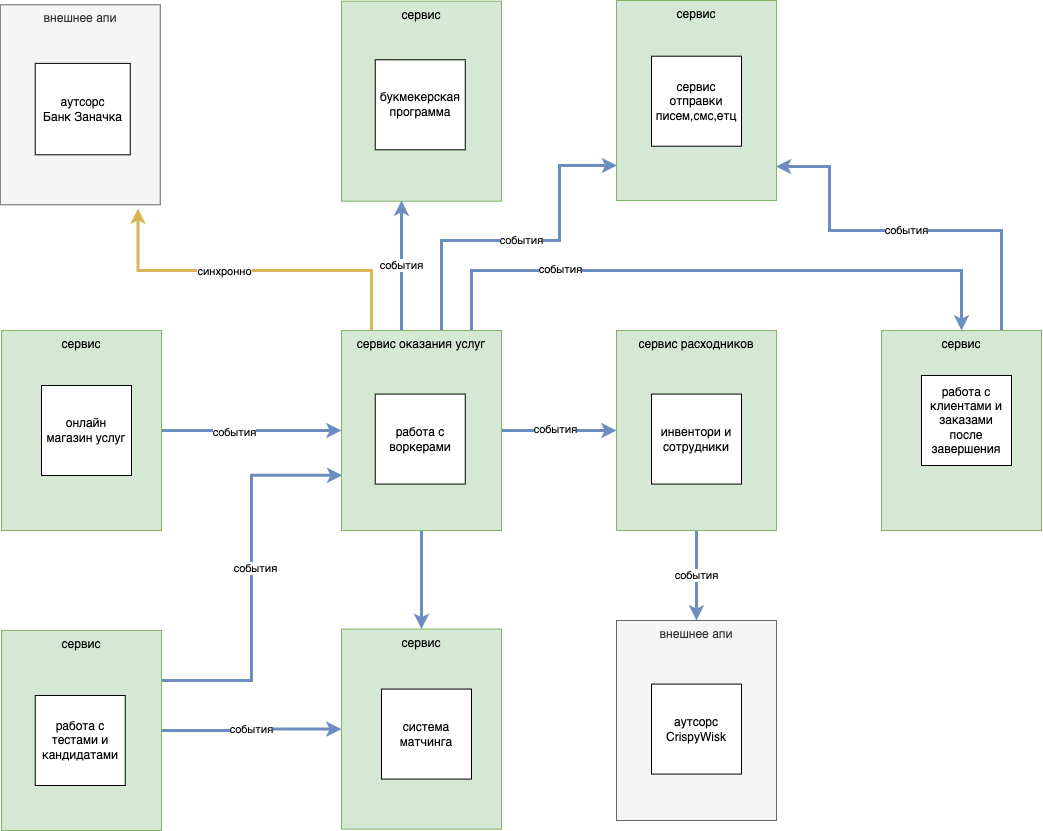 внешнее апи
аутсорс
Банк Заначка
сервис
букмекерская
программа
сервис
сервис
отправки
писем,смс,етц
события
события
события
события
синхронно
сервис
онлайн
магазин услуг
события
сервис оказания услуг
работа с
воркерами
события
сервис расходников
инвентори и
сотрудники
сервис
работа с
клиентами и
заказами
после
завершения
события
события
сервис
работа с
тестами и
кандидатами
события
сервис
система
матчинга
внешнее апи
аутсорс
CrispyWisk